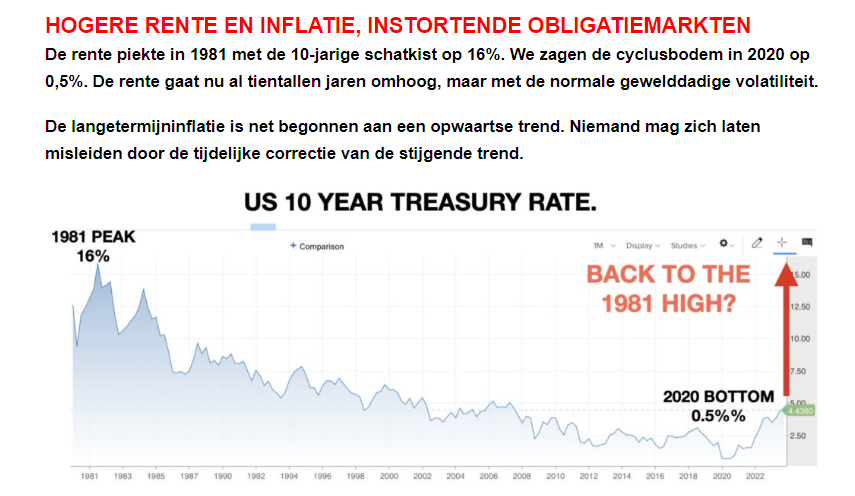 HOGERE RENTE EN INFLATIE, INSTORTENDE OBLIGATIEMARKTEN
De rente piekte in 1981 met de 10-jarige schatkist op 16%. We zagen de cyclusbodem in 2020 op
0,5%. De rente gaat nu al tientallen jaren omhoog, maar met de normale gewelddadige volatiliteit.
De langetermijninflatie is net begonnen aan een opwaartse trend. Niemand mag zich laten
misleiden door de tijdelijke correctie van de stijgende trend.
US 10 YEAR TREASURY RATE.
1981 PEAK
16%
+ Comparison
1M Display Studies
BACK TO THE
1981 HIGH?
15.00
12.50
10.00
7.50
5.00
4.4380
2.50
2020 BOTTOM
0.5%%
1981 1983 1985 1987 1990 1992 1994 1996 1998 2000 2002 2004 2006 2008 2010 2012 2014 2016 2018 2020 2022